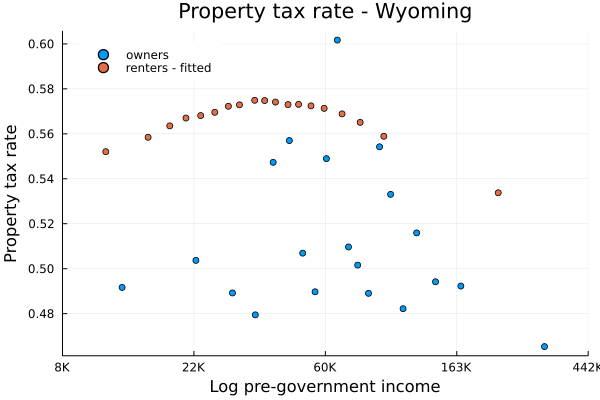 Property tax rate - Wyoming
owners
renters - fitted
Property tax rate
0.60
0.58
0.56
0.54
0.52
0.50
0.48
8K
22K
60K
163K
442K
Log pre-government income